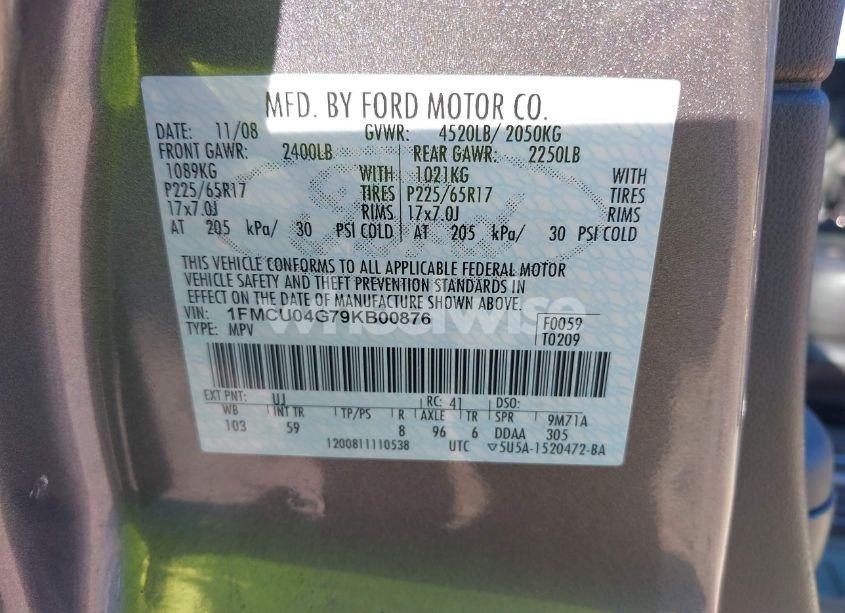 MFD. BY FORD MOTOR CO.
DATE: 11/08 GVWR: 4520LB/ 2050KG
FRONT GAWR: 2400LB REAR GAWR: 2250LB
1089KG WITH 1021KG WITH
P225/65R17 TIRES P225/65R17 TIRES
17x7.0J RIMS 17x7.0J RIMS
AT 205 kPa/ 30 PSI COLD AT 205 kPa/ 30 PSI COLD
THIS VEHICLE CONFORMS TO ALL APPLICABLE FEDERAL MOTOR
VEHICLE SAFETY AND THEFT PREVENTION STANDARDS IN
EFFECT ON THE DATE OF MANUFACTURE SHOWN ABOVE.
VIN: 1FMCU04G79KB00876 F0059
TYPE: MPV T0209
EXT PNT: UJ RC: 41 DSO:
WB INT TR TP/PS R AXLE TR SPR 9M71A
103 59 8 96 6 DDAA 305
1200811110538 UTC ▽5U5A-1520472-BA
wheelwise